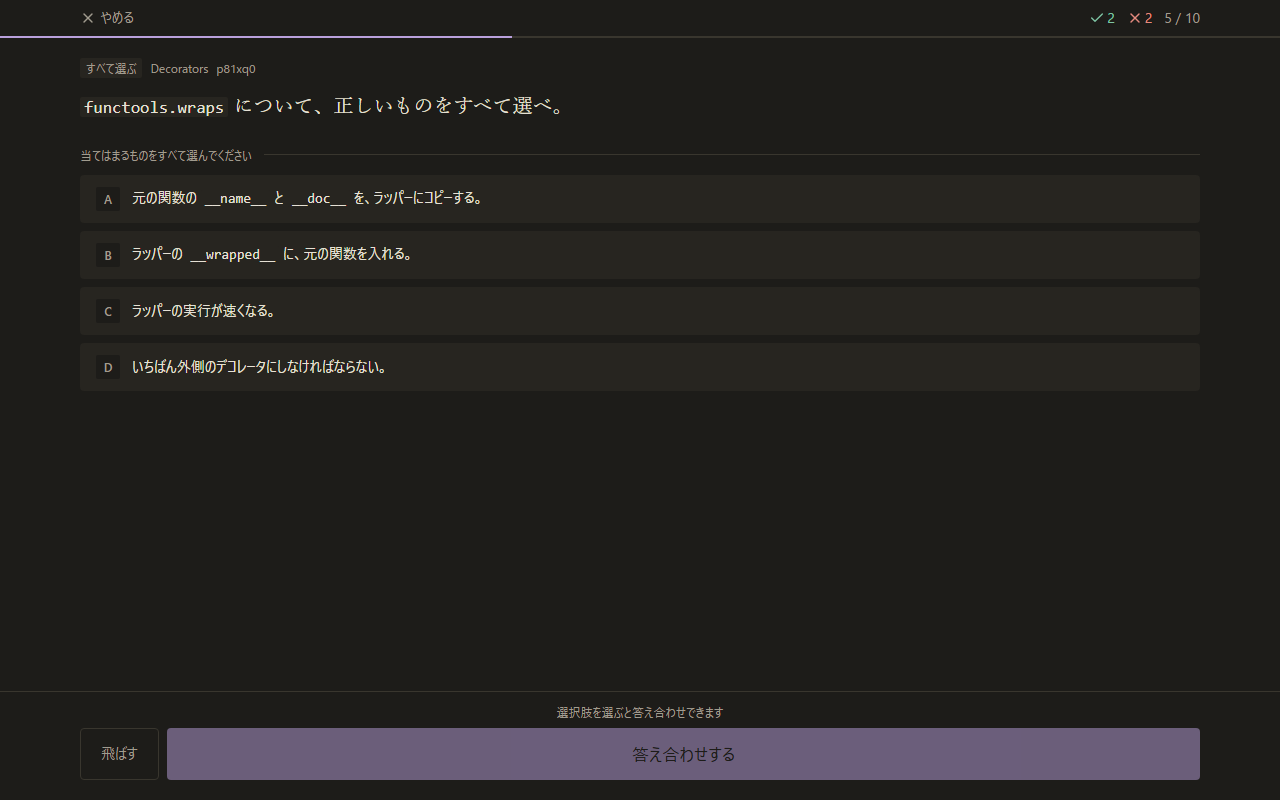 やめる
2 2 5 / 10
すべて選ぶ Decorators p81xq0
functools.wraps について、正しいものをすべて選べ。
当てはまるものをすべて選んでください
A 元の関数の __name__ と __doc__ を、ラッパーにコピーする。
B ラッパーの __wrapped__ に、元の関数を入れる。
C ラッパーの実行が速くなる。
D いちばん外側のデコレータにしなければならない。
選択肢を選ぶと答え合わせできます
飛ばす 答え合わせする